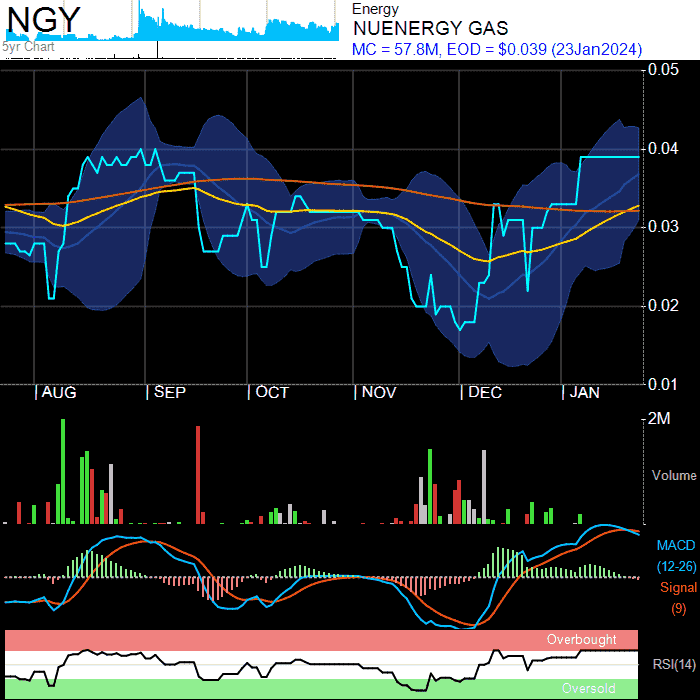 NGY
5yr Chart
Energy
NUENERGY GAS
MC = 57.8M, EOD = $0.039 (23Jan2024)
0.05
0.04
0.03
0.02
0.01
AUG SEP OCT NOV DEC JAN
2M
Volume
MACD
(12-26)
Signal
(9)
Overbought
RSI(14)
Oversold